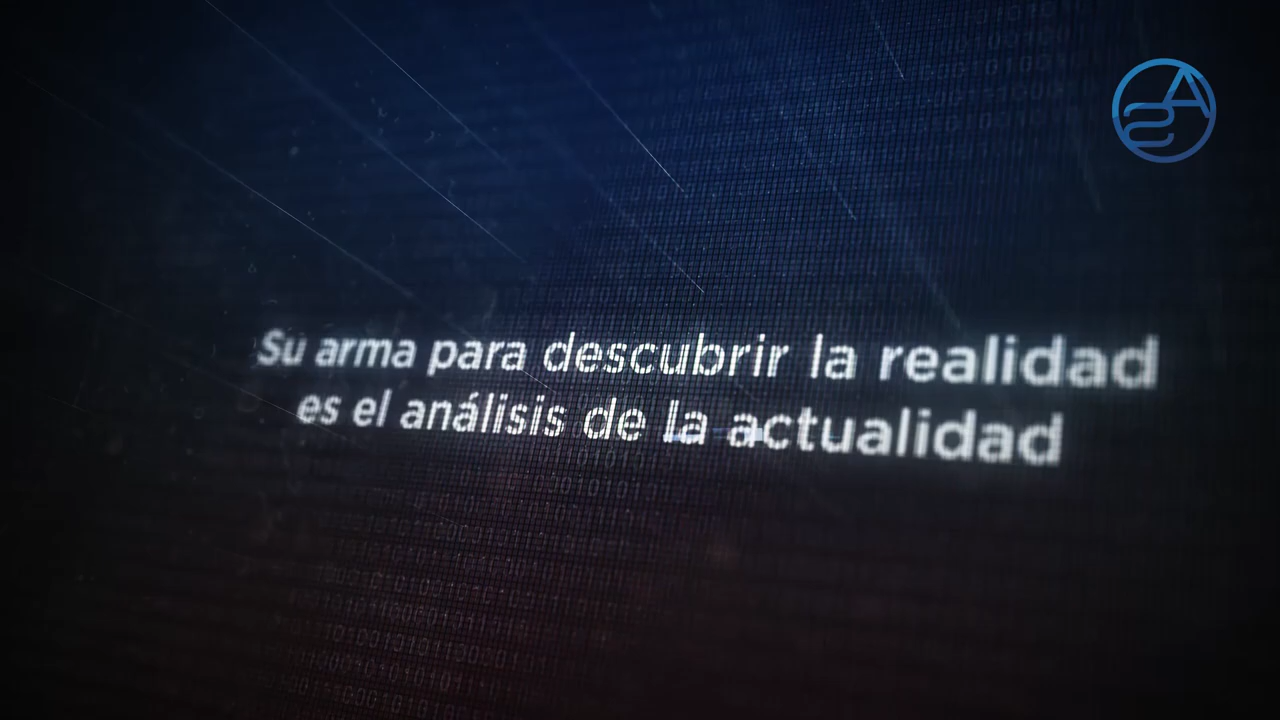 Su arma para descubrir la realidad
es el análisis de la actualidad